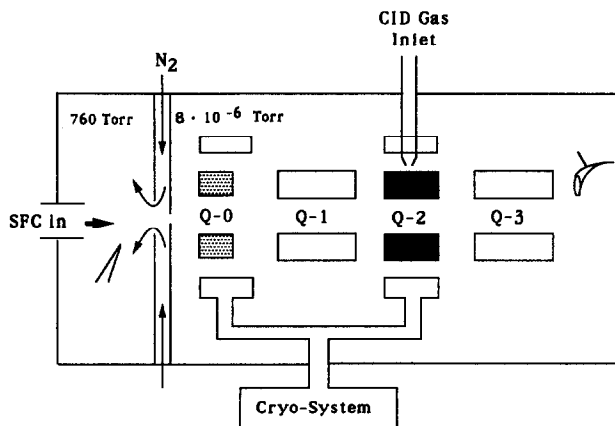 CID Gas
Inlet
N2
760 Torr
8 · 10 -6 Torr
SFC in
Q-0
Q-1
Q-2
Q-3
Cryo-System